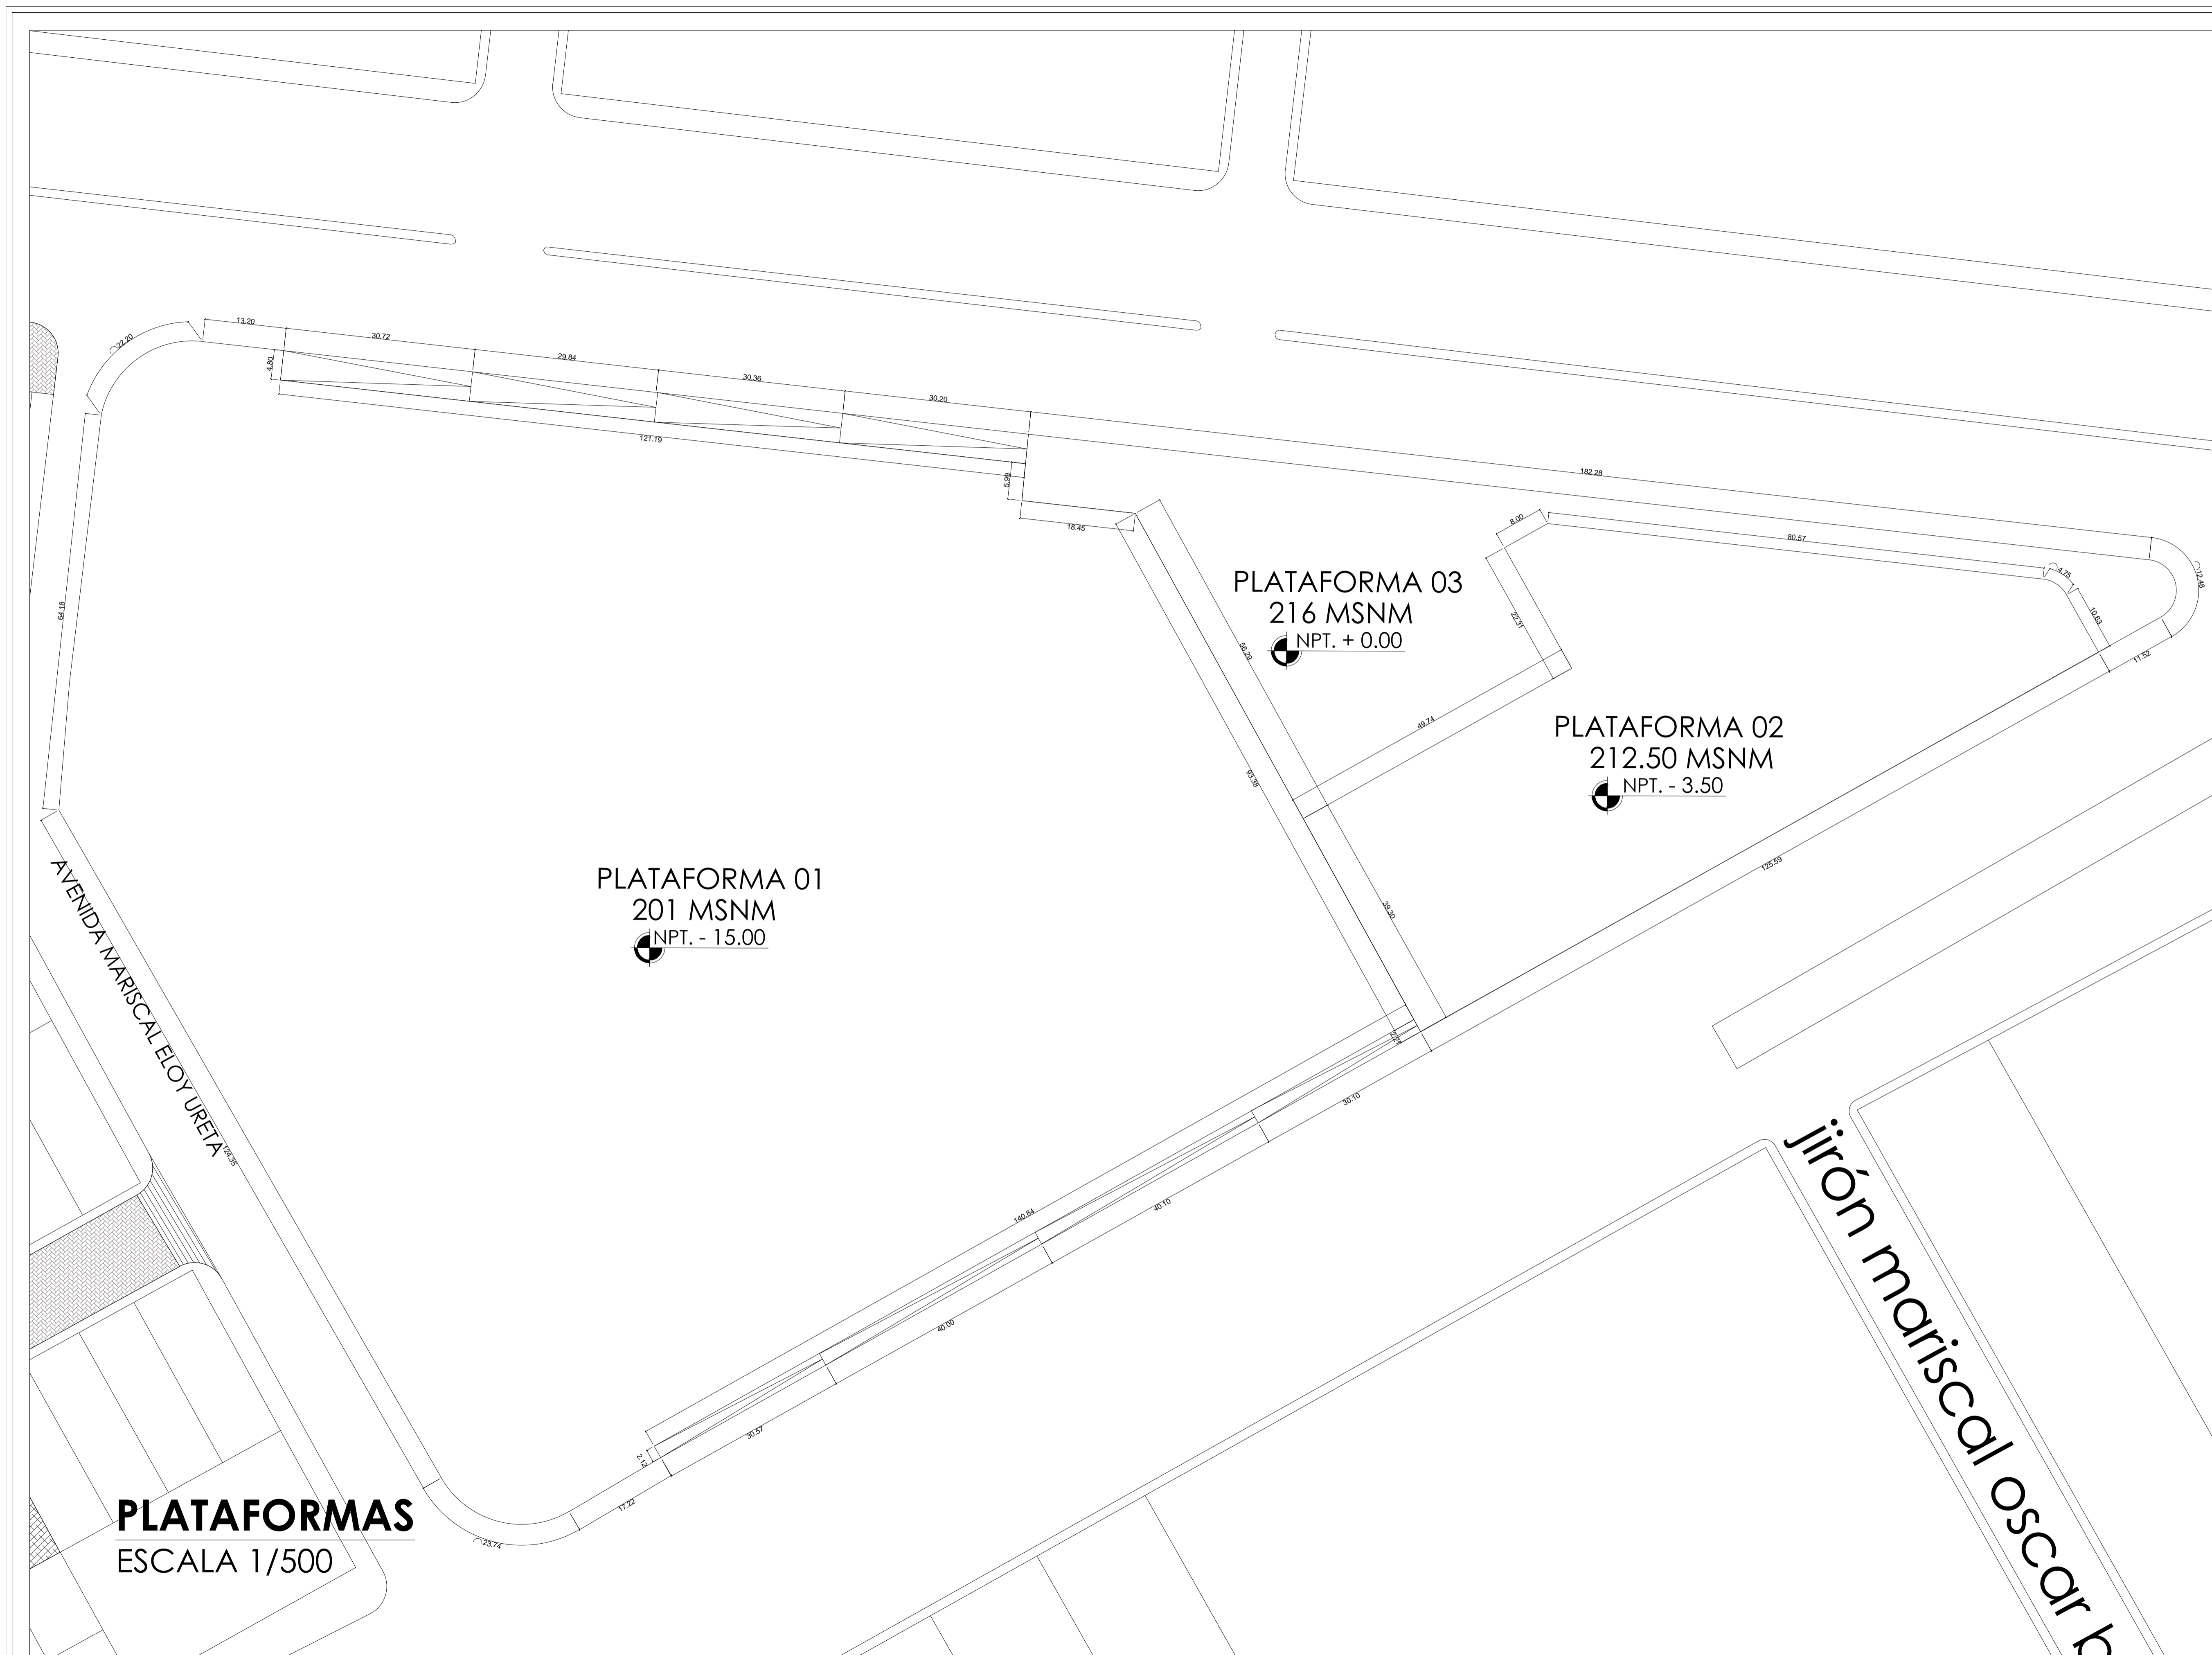 13.20
30.72
29.84
30.36
30.20
182.28
22.20
4.80
121.19
5.99
18.45
8.00
80.57
4.75
12.48
10.63
11.52
22.31
64.18
PLATAFORMA 03
216 MSNM
NPT. + 0.00
56.29
49.74
93.38
PLATAFORMA 02
212.50 MSNM
NPT. - 3.50
125.59
39.30
PLATAFORMA 01
201 MSNM
NPT. - 15.00
AVENIDA MARISCAL ELOY URETA
124.35
30.10
40.10
140.84
40.00
30.57
2.12
17.22
23.74
jirón mariscal oscar b
PLATAFORMAS
ESCALA 1/500